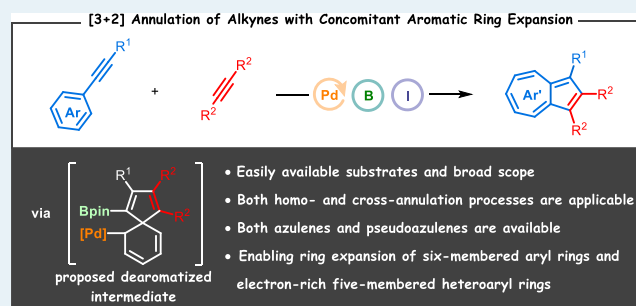 [3+2] Annulation of Alkynes with Concomitant Aromatic Ring Expansion
R¹
Ar
+
R²
R²
Pd
B
I
R¹
Ar'
R²
R²
via
R¹
R²
Bpin
R²
[Pd]
proposed dearomatized
intermediate
• Easily available substrates and broad scope
• Both homo- and cross-annulation processes are applicable
• Both azulenes and pseudoazulenes are available
• Enabling ring expansion of six-membered aryl rings and
electron-rich five-membered heteroaryl rings